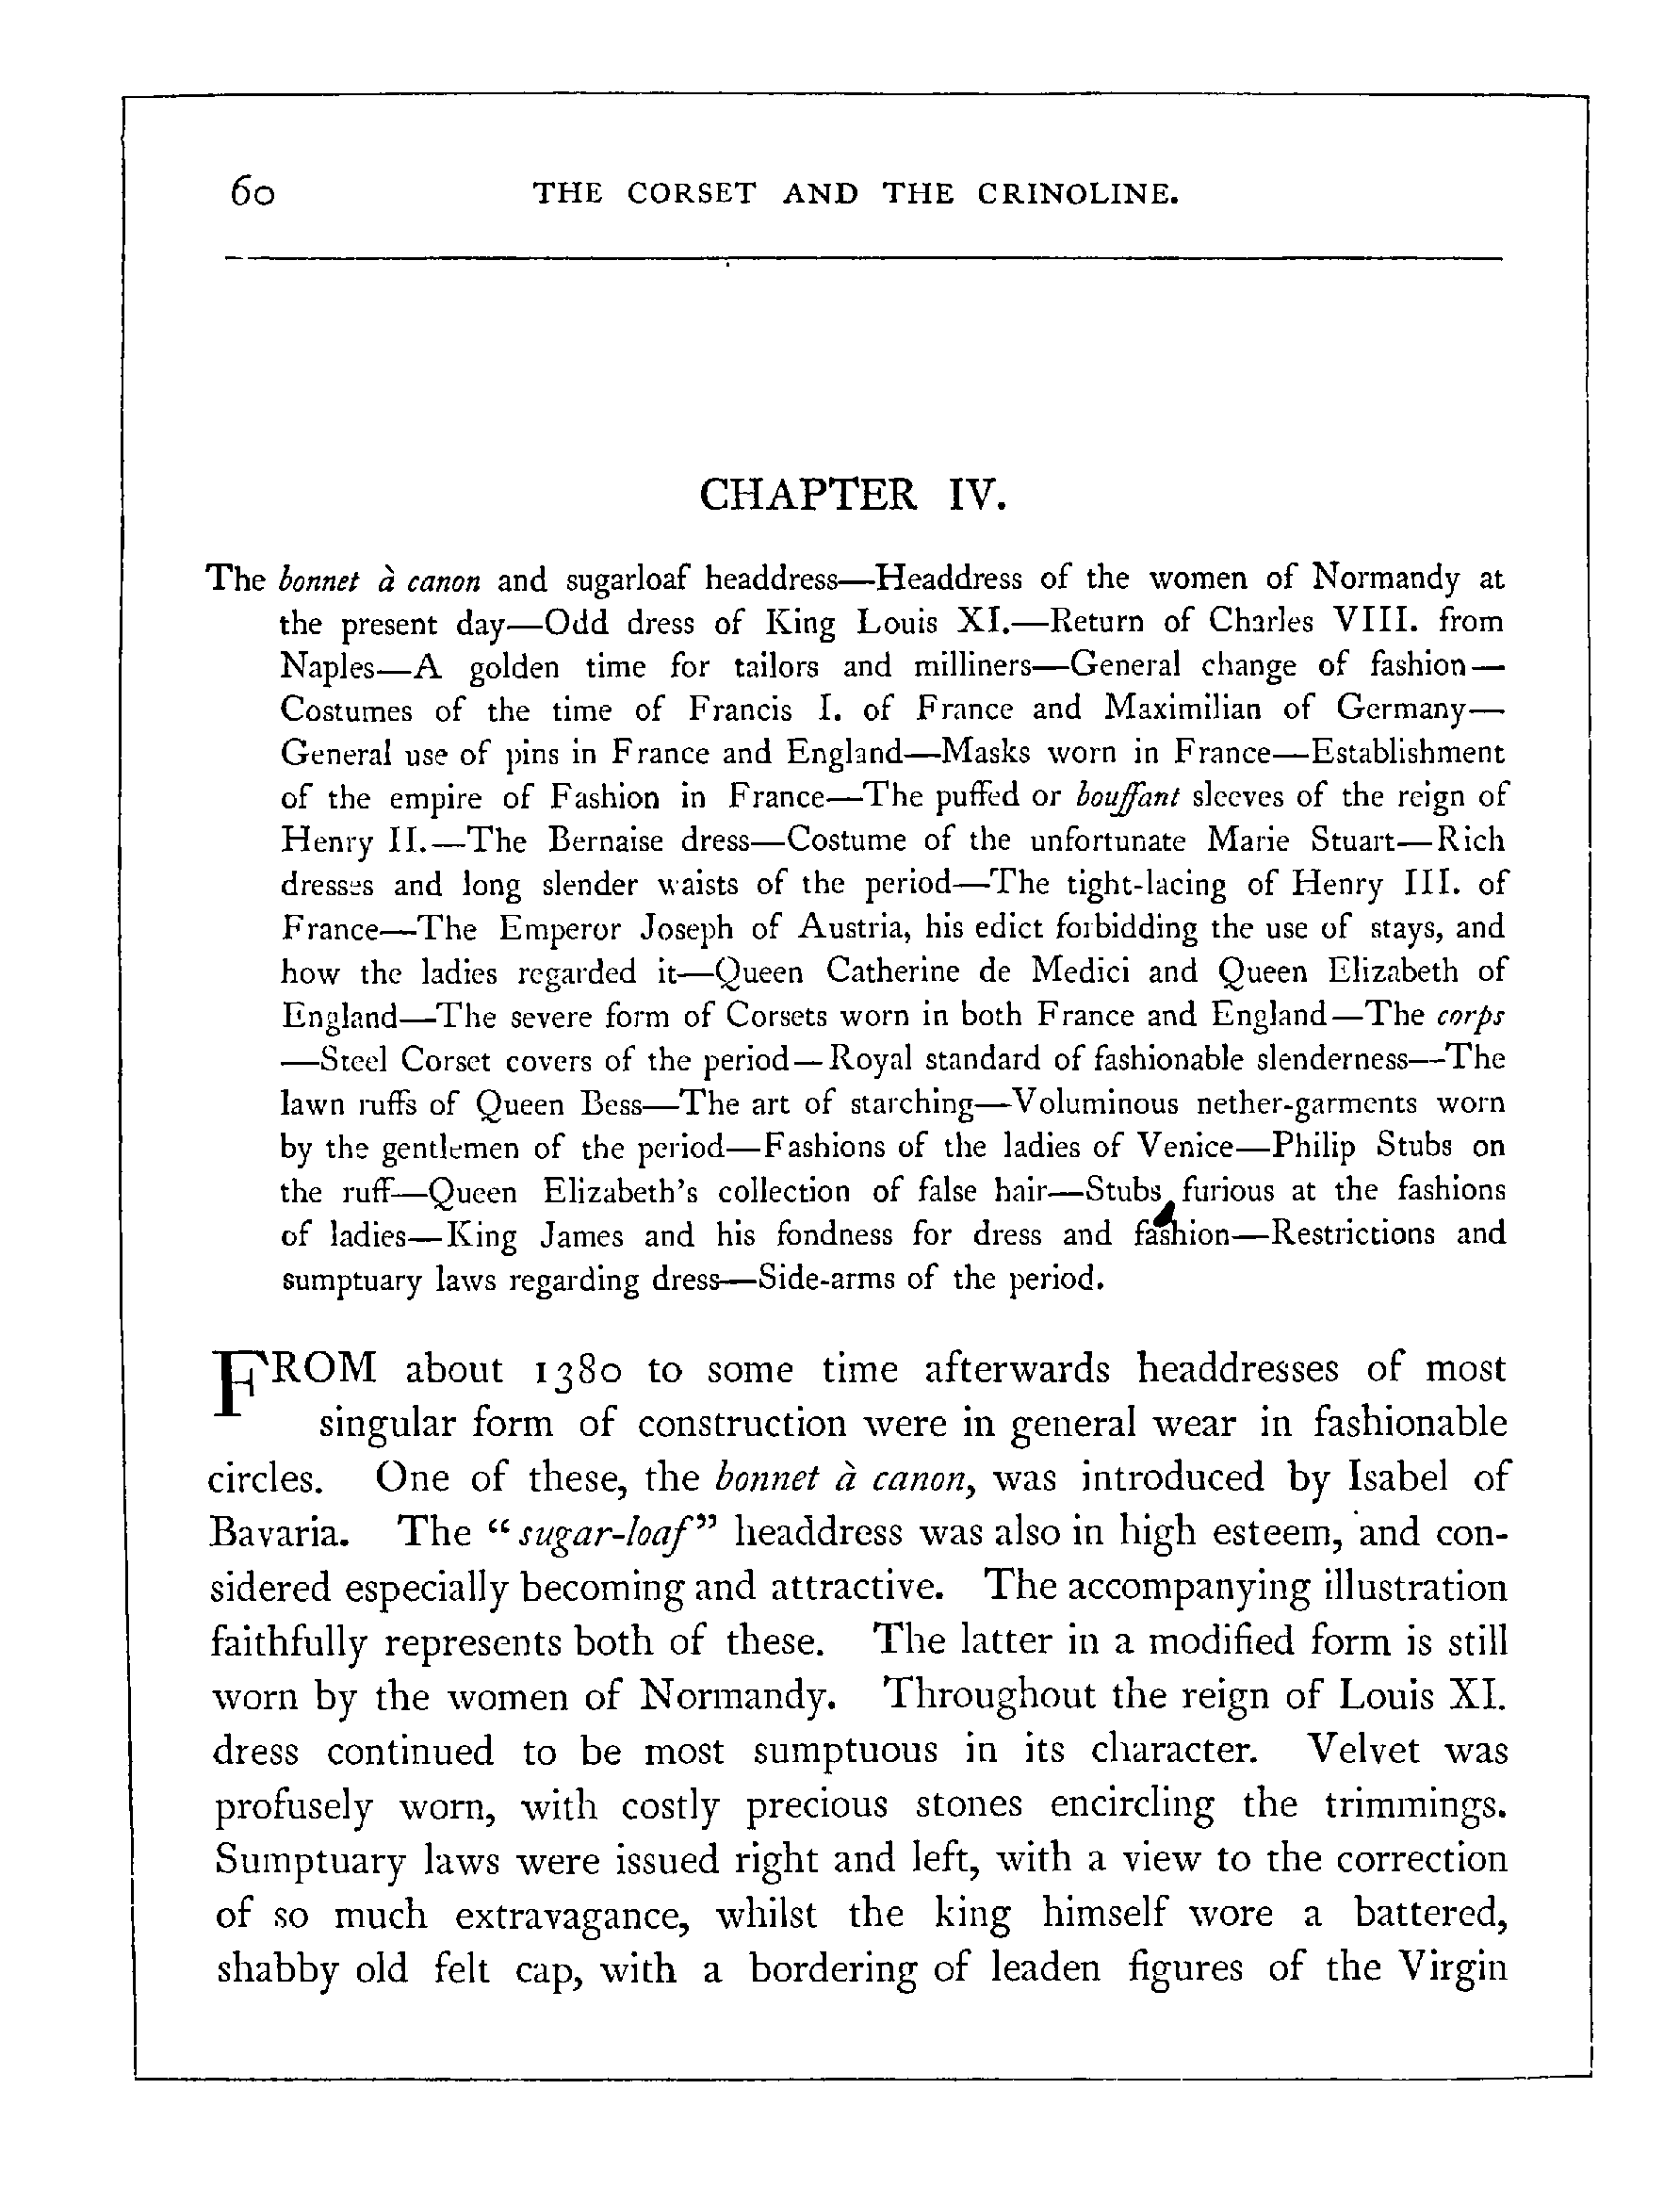 60 THE CORSET AND THE CRINOLINE.
CHAPTER IV.
The bonnet à canon and sugarloaf headdress—Headdress of the women of Normandy at
the present day—Odd dress of King Louis XI.—Return of Charles VIII. from
Naples—A golden time for tailors and milliners—General change of fashion—
Costumes of the time of Francis I. of France and Maximilian of Germany—
General use of pins in France and England—Masks worn in France—Establishment
of the empire of Fashion in France—The puffed or bouffant sleeves of the reign of
Henry II.—The Bernaise dress—Costume of the unfortunate Marie Stuart—Rich
dresses and long slender waists of the period—The tight-lacing of Henry III. of
France—The Emperor Joseph of Austria, his edict forbidding the use of stays, and
how the ladies regarded it—Queen Catherine de Medici and Queen Elizabeth of
England—The severe form of Corsets worn in both France and England—The corps
—Steel Corset covers of the period—Royal standard of fashionable slenderness—The
lawn ruffs of Queen Bess—The art of starching—Voluminous nether-garments worn
by the gentlemen of the period—Fashions of the ladies of Venice—Philip Stubs on
the ruff—Queen Elizabeth's collection of false hair—Stubs furious at the fashions
of ladies—King James and his fondness for dress and fashion—Restrictions and
sumptuary laws regarding dress—Side-arms of the period.
FROM about 1380 to some time afterwards headdresses of most
singular form of construction were in general wear in fashionable
circles. One of these, the bonnet à canon, was introduced by Isabel of
Bavaria. The "sugar-loaf" headdress was also in high esteem, and con-
sidered especially becoming and attractive. The accompanying illustration
faithfully represents both of these. The latter in a modified form is still
worn by the women of Normandy. Throughout the reign of Louis XI.
dress continued to be most sumptuous in its character. Velvet was
profusely worn, with costly precious stones encircling the trimmings.
Sumptuary laws were issued right and left, with a view to the correction
of so much extravagance, whilst the king himself wore a battered,
shabby old felt cap, with a bordering of leaden figures of the Virgin